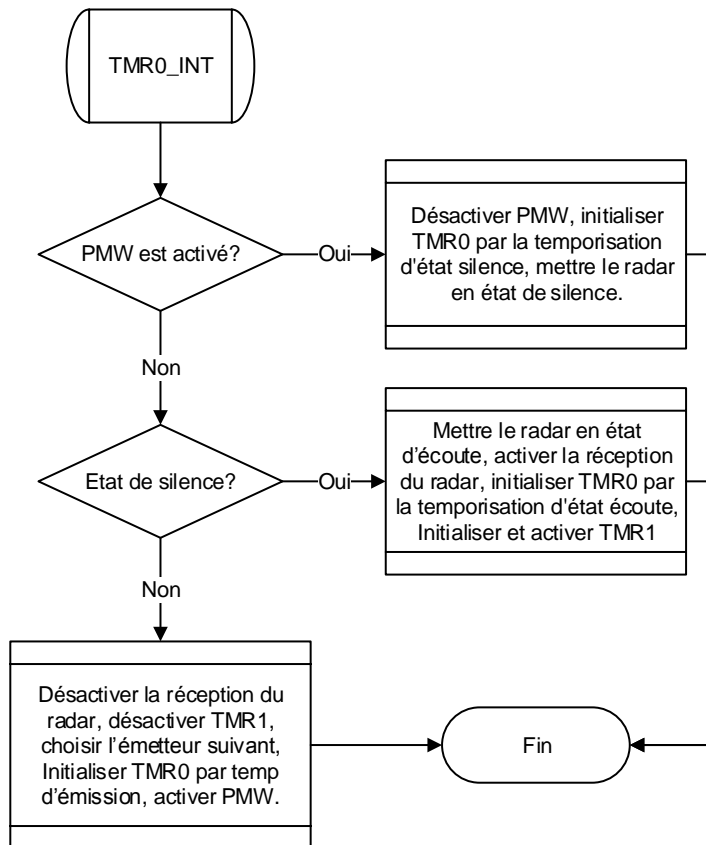 TMR0_INT
PMW est activé?
Oui
Désactiver PMW, initialiser
TMR0 par la temporisation
d'état silence, mettre le radar
en état de silence.
Non
Etat de silence?
Oui
Mettre le radar en état
d’écoute, activer la réception
du radar, initialiser TMR0 par
la temporisation d'état écoute,
Initialiser et activer TMR1
Non
Désactiver la réception du
radar, désactiver TMR1,
choisir l’émetteur suivant,
Initialiser TMR0 par temp
d’émission, activer PMW.
Fin